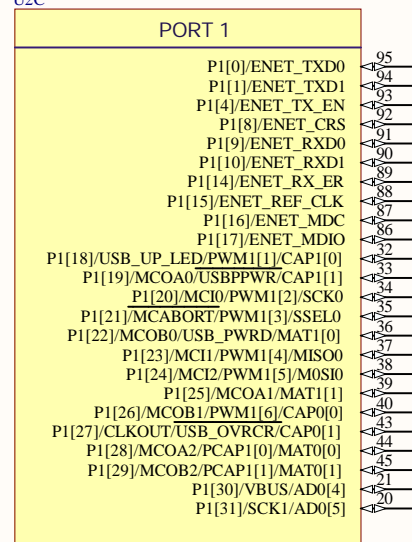 U2C
PORT 1
P1[0]/ENET_TXD0 95
P1[1]/ENET_TXD1 94
P1[4]/ENET_TX_EN 93
P1[8]/ENET_CRS 92
P1[9]/ENET_RXD0 91
P1[10]/ENET_RXD1 90
P1[14]/ENET_RX_ER 89
P1[15]/ENET_REF_CLK 88
P1[16]/ENET_MDC 87
P1[17]/ENET_MDIO 86
P1[18]/USB_UP_LED/PWM1[1]/CAP1[0] 32
P1[19]/MCOA0/USBPPWR/CAP1[1] 33
P1[20]/MCI0/PWM1[2]/SCK0 34
P1[21]/MCABORT/PWM1[3]/SSEL0 35
P1[22]/MCOB0/USB_PWRD/MAT1[0] 36
P1[23]/MCI1/PWM1[4]/MISO0 37
P1[24]/MCI2/PWM1[5]/M0SI0 38
P1[25]/MCOA1/MAT1[1] 39
P1[26]/MCOB1/PWM1[6]/CAP0[0] 40
P1[27]/CLKOUT/USB_OVRCR/CAP0[1] 43
P1[28]/MCOA2/PCAP1[0]/MAT0[0] 44
P1[29]/MCOB2/PCAP1[1]/MAT0[1] 45
P1[30]/VBUS/AD0[4] 21
P1[31]/SCK1/AD0[5] 20